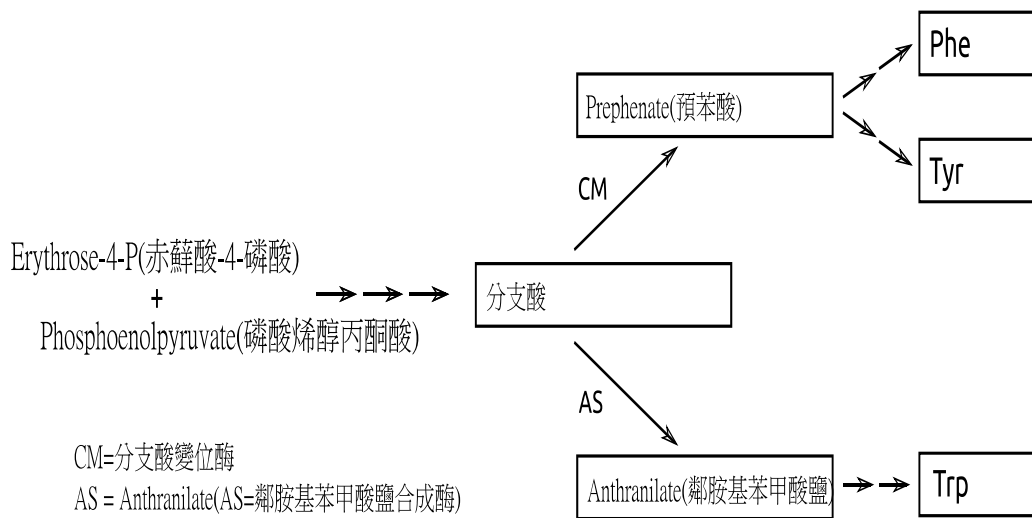 Phe
Prephenate(預苯酸)
Tyr
CM
Erythrose-4-P(赤蘚酸-4-磷酸)
+
Phosphoenolpyruvate(磷酸烯醇丙酮酸)
分支酸
AS
CM=分支酸變位酶
AS = Anthranilate(AS=鄰胺基苯甲酸鹽合成酶)
Anthranilate(鄰胺基苯甲酸鹽)
Trp